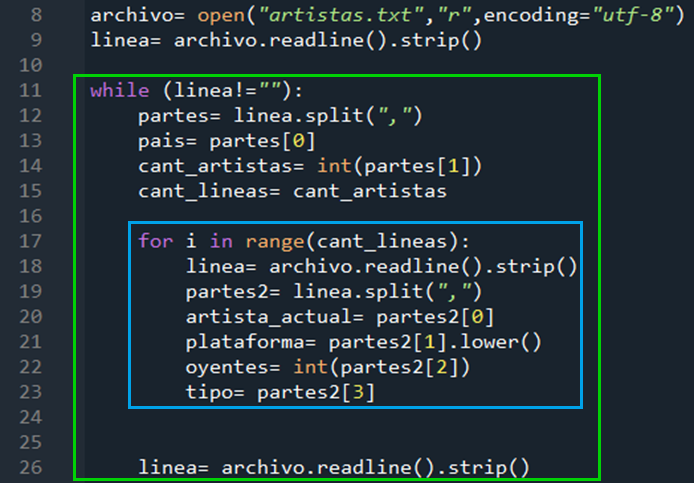 8 archivo= open("artistas.txt","r",encoding="utf-8")
9 linea= archivo.readline().strip()
10
11 while (linea!=""):
12     partes= linea.split(",")
13     pais= partes[0]
14     cant_artistas= int(partes[1])
15     cant_lineas= cant_artistas
16
17     for i in range(cant_lineas):
18         linea= archivo.readline().strip()
19         partes2= linea.split(",")
20         artista_actual= partes2[0]
21         plataforma= partes2[1].lower()
22         oyentes= int(partes2[2])
23         tipo= partes2[3]
24
25
26     linea= archivo.readline().strip()